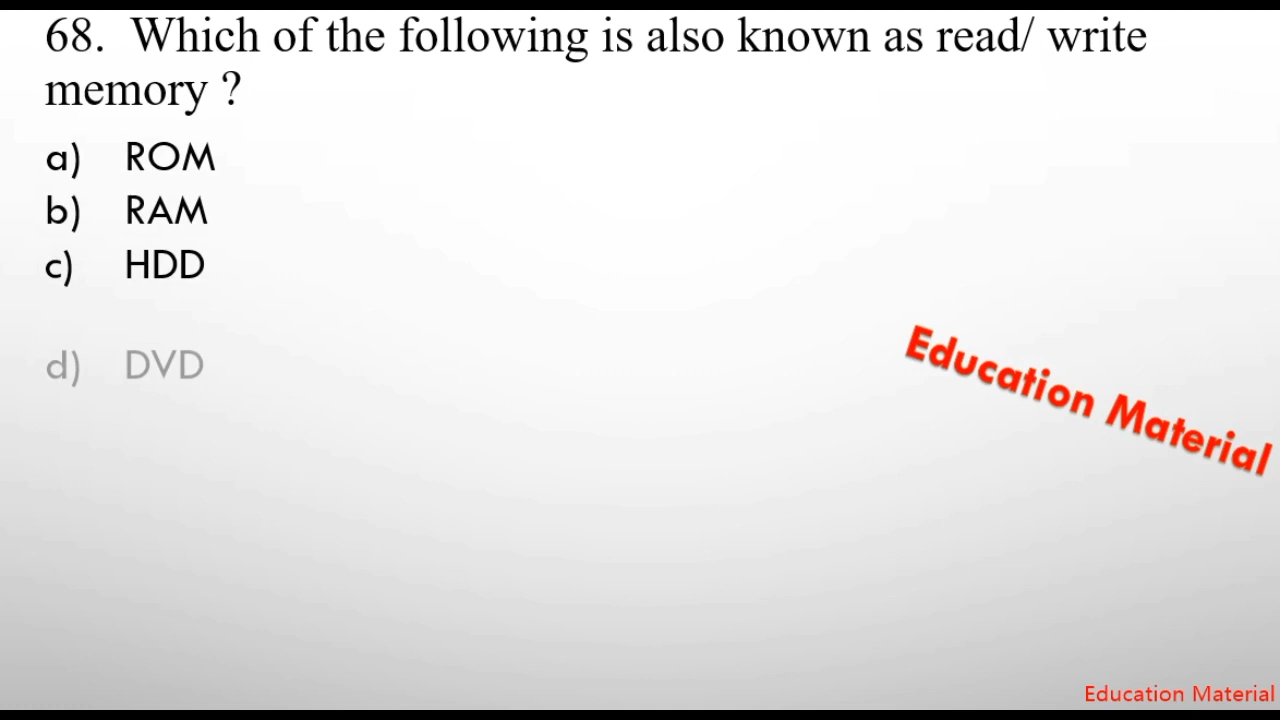 68. Which of the following is also known as read/ write
memory ?
a) ROM
b) RAM
c) HDD
d) DVD
Education Material
Education Material